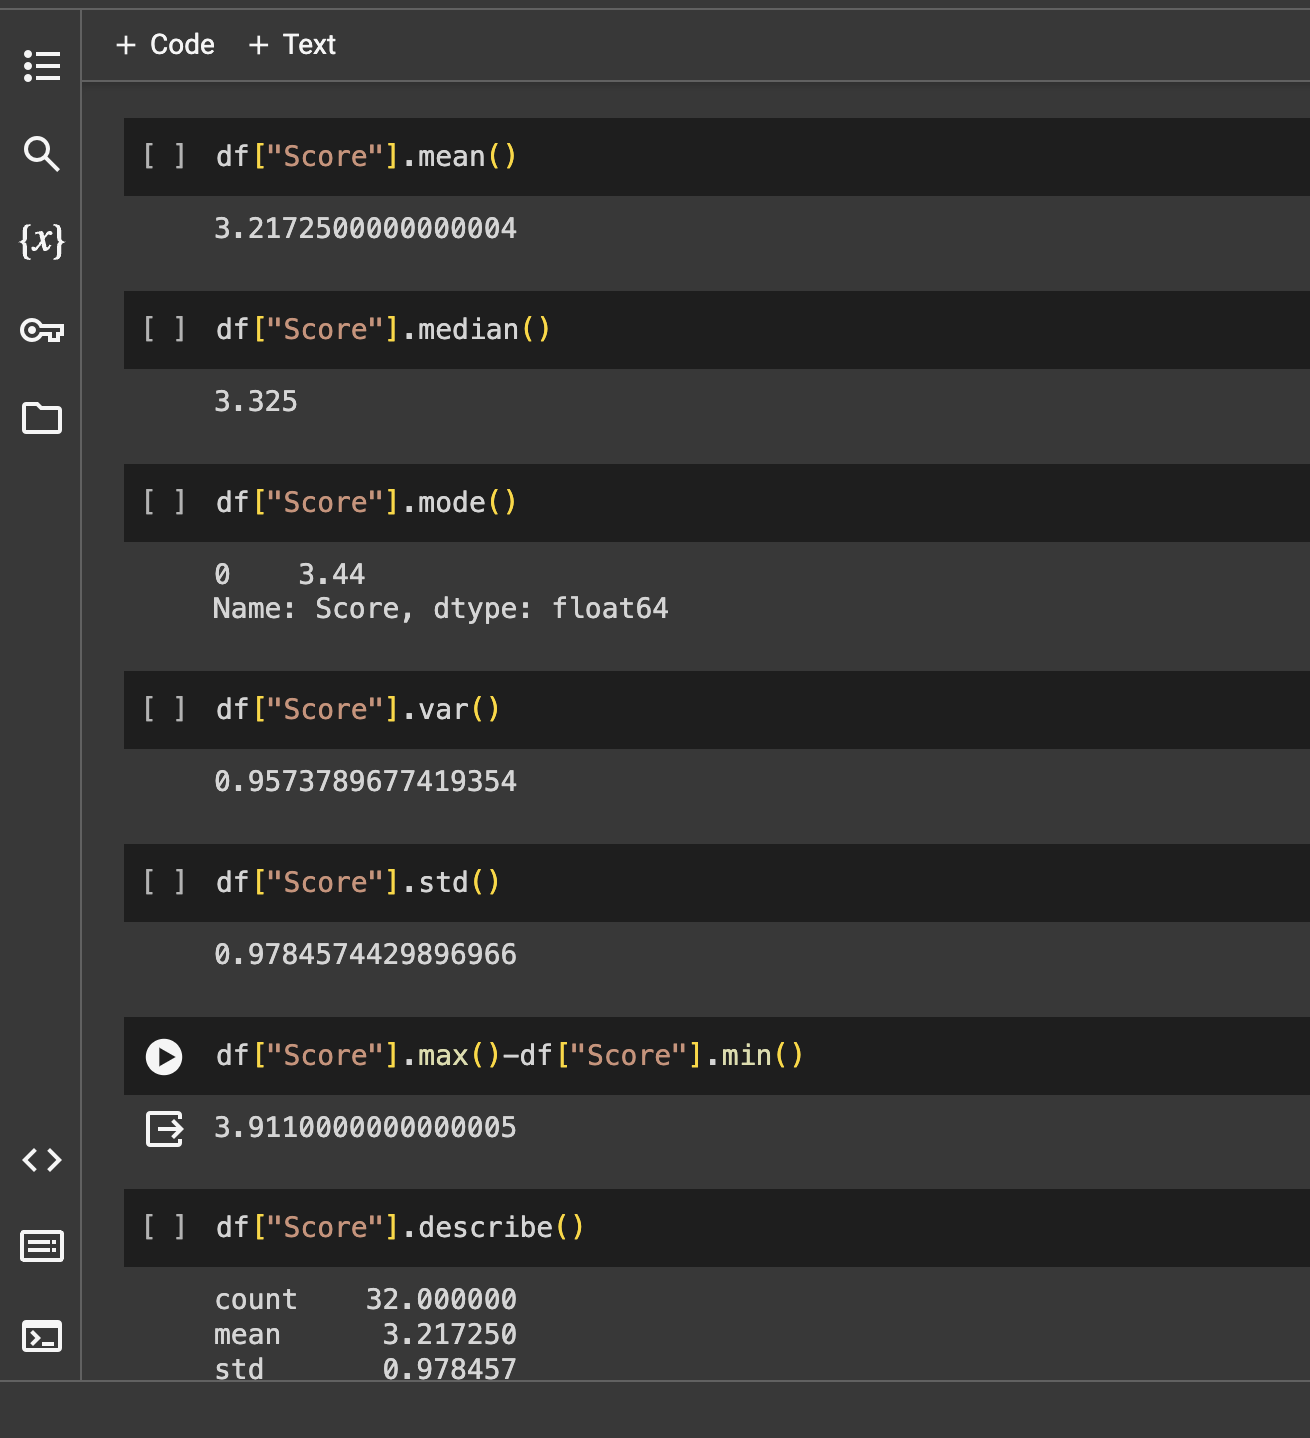 + Code + Text
{x}
[ ] df["Score"].mean()
3.2172500000000004
[ ] df["Score"].median()
3.325
[ ] df["Score"].mode()
0    3.44
Name: Score, dtype: float64
[ ] df["Score"].var()
0.9573789677419354
[ ] df["Score"].std()
0.9784574429896966
df["Score"].max()-df["Score"].min()
3.9110000000000005
[ ] df["Score"].describe()
count    32.000000
mean      3.217250
std       0.978457